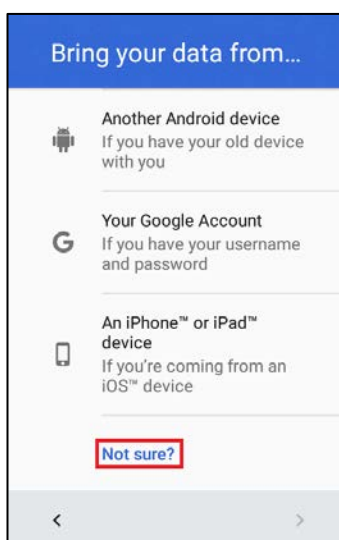 Bring your data from...
Another Android device
If you have your old device
with you
Your Google Account
If you have your username
and password
An iPhone™ or iPad™
device
If you're coming from an
iOS™ device
Not sure?